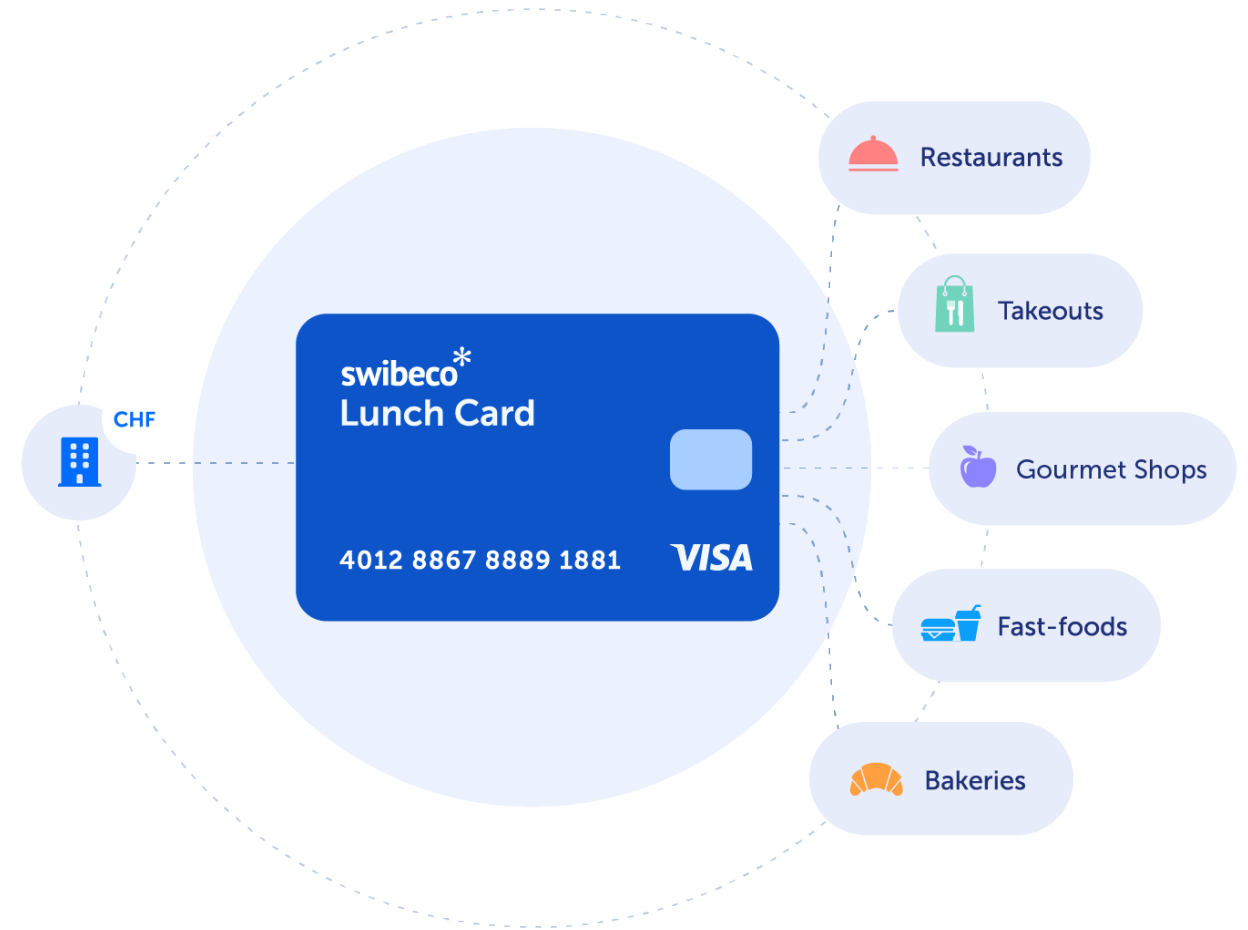 CHF
swibeco*
Lunch Card
4012 8867 8889 1881
VISA
Restaurants
Takeouts
Gourmet Shops
Fast-foods
Bakeries